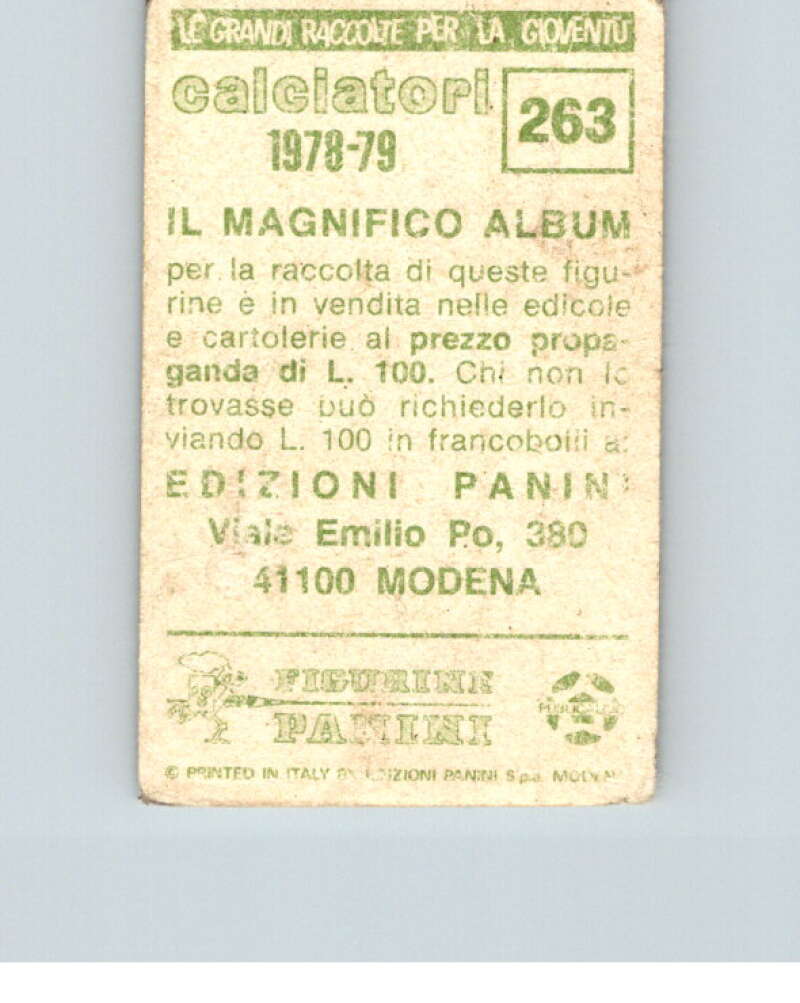 LE GRANDI RACCOLTE PER LA GIOVENTÙ
calciatori
1978-79
263
IL MAGNIFICO ALBUM
per la raccolta di queste figu-
rine è in vendita nelle edicole
e cartolerie al prezzo propa-
ganda di L. 100. Chi non lo
trovasse può richiederlo in-
viando L. 100 in francobolli a:
EDIZIONI PANINI
Viale Emilio Po, 380
41100 MODENA
FIGURINE
PANINI
© PRINTED IN ITALY BY EDIZIONI PANINI S.p.a. MODENA